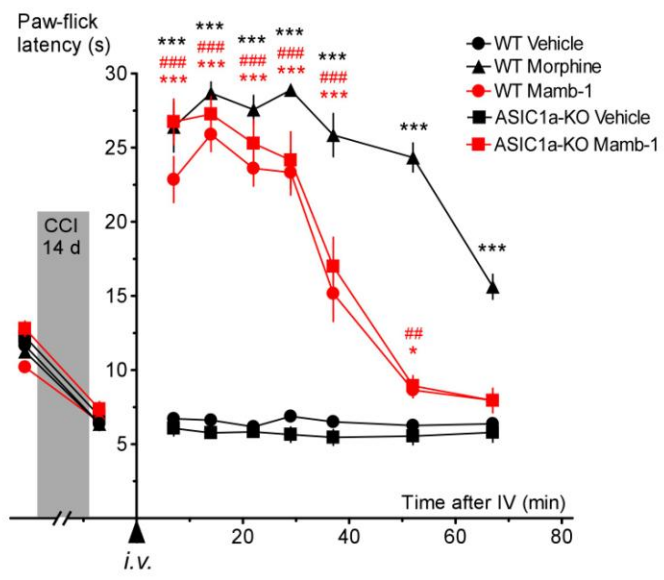 Paw-flick
latency (s)
*** *** *** *** ***
### ### ### ### ###
*** *** *** *** ***
***
***
##
*
WT Vehicle
WT Morphine
WT Mamb-1
ASIC1a-KO Vehicle
ASIC1a-KO Mamb-1
30
25
20
15
10
5
CCI
14 d
Time after IV (min)
20 40 60 80
i.v.